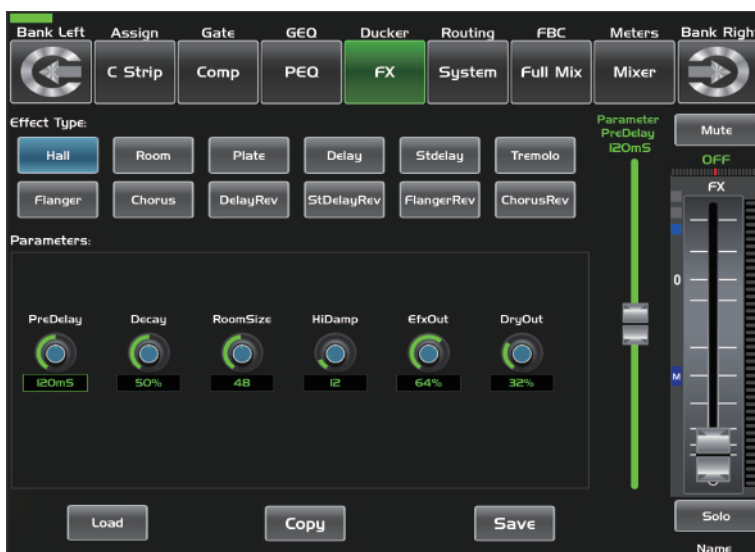 Bank Left Assign Gate GEQ Ducker Routing FBC Meters Bank Right
C Strip Comp PEQ FX System Full Mix Mixer
Effect Type:
Parameter
PreDelay
120mS
Mute
Hall Room Plate Delay Stdelay Tremolo
OFF
FX
Flanger Chorus DelayRev StDelayRev FlangerRev ChorusRev
Parameters:
0
PreDelay Decay RoomSize HiDamp EfxOut DryOut
120mS 50% 48 12 64% 32%
M
Load Copy Save
Solo
Name